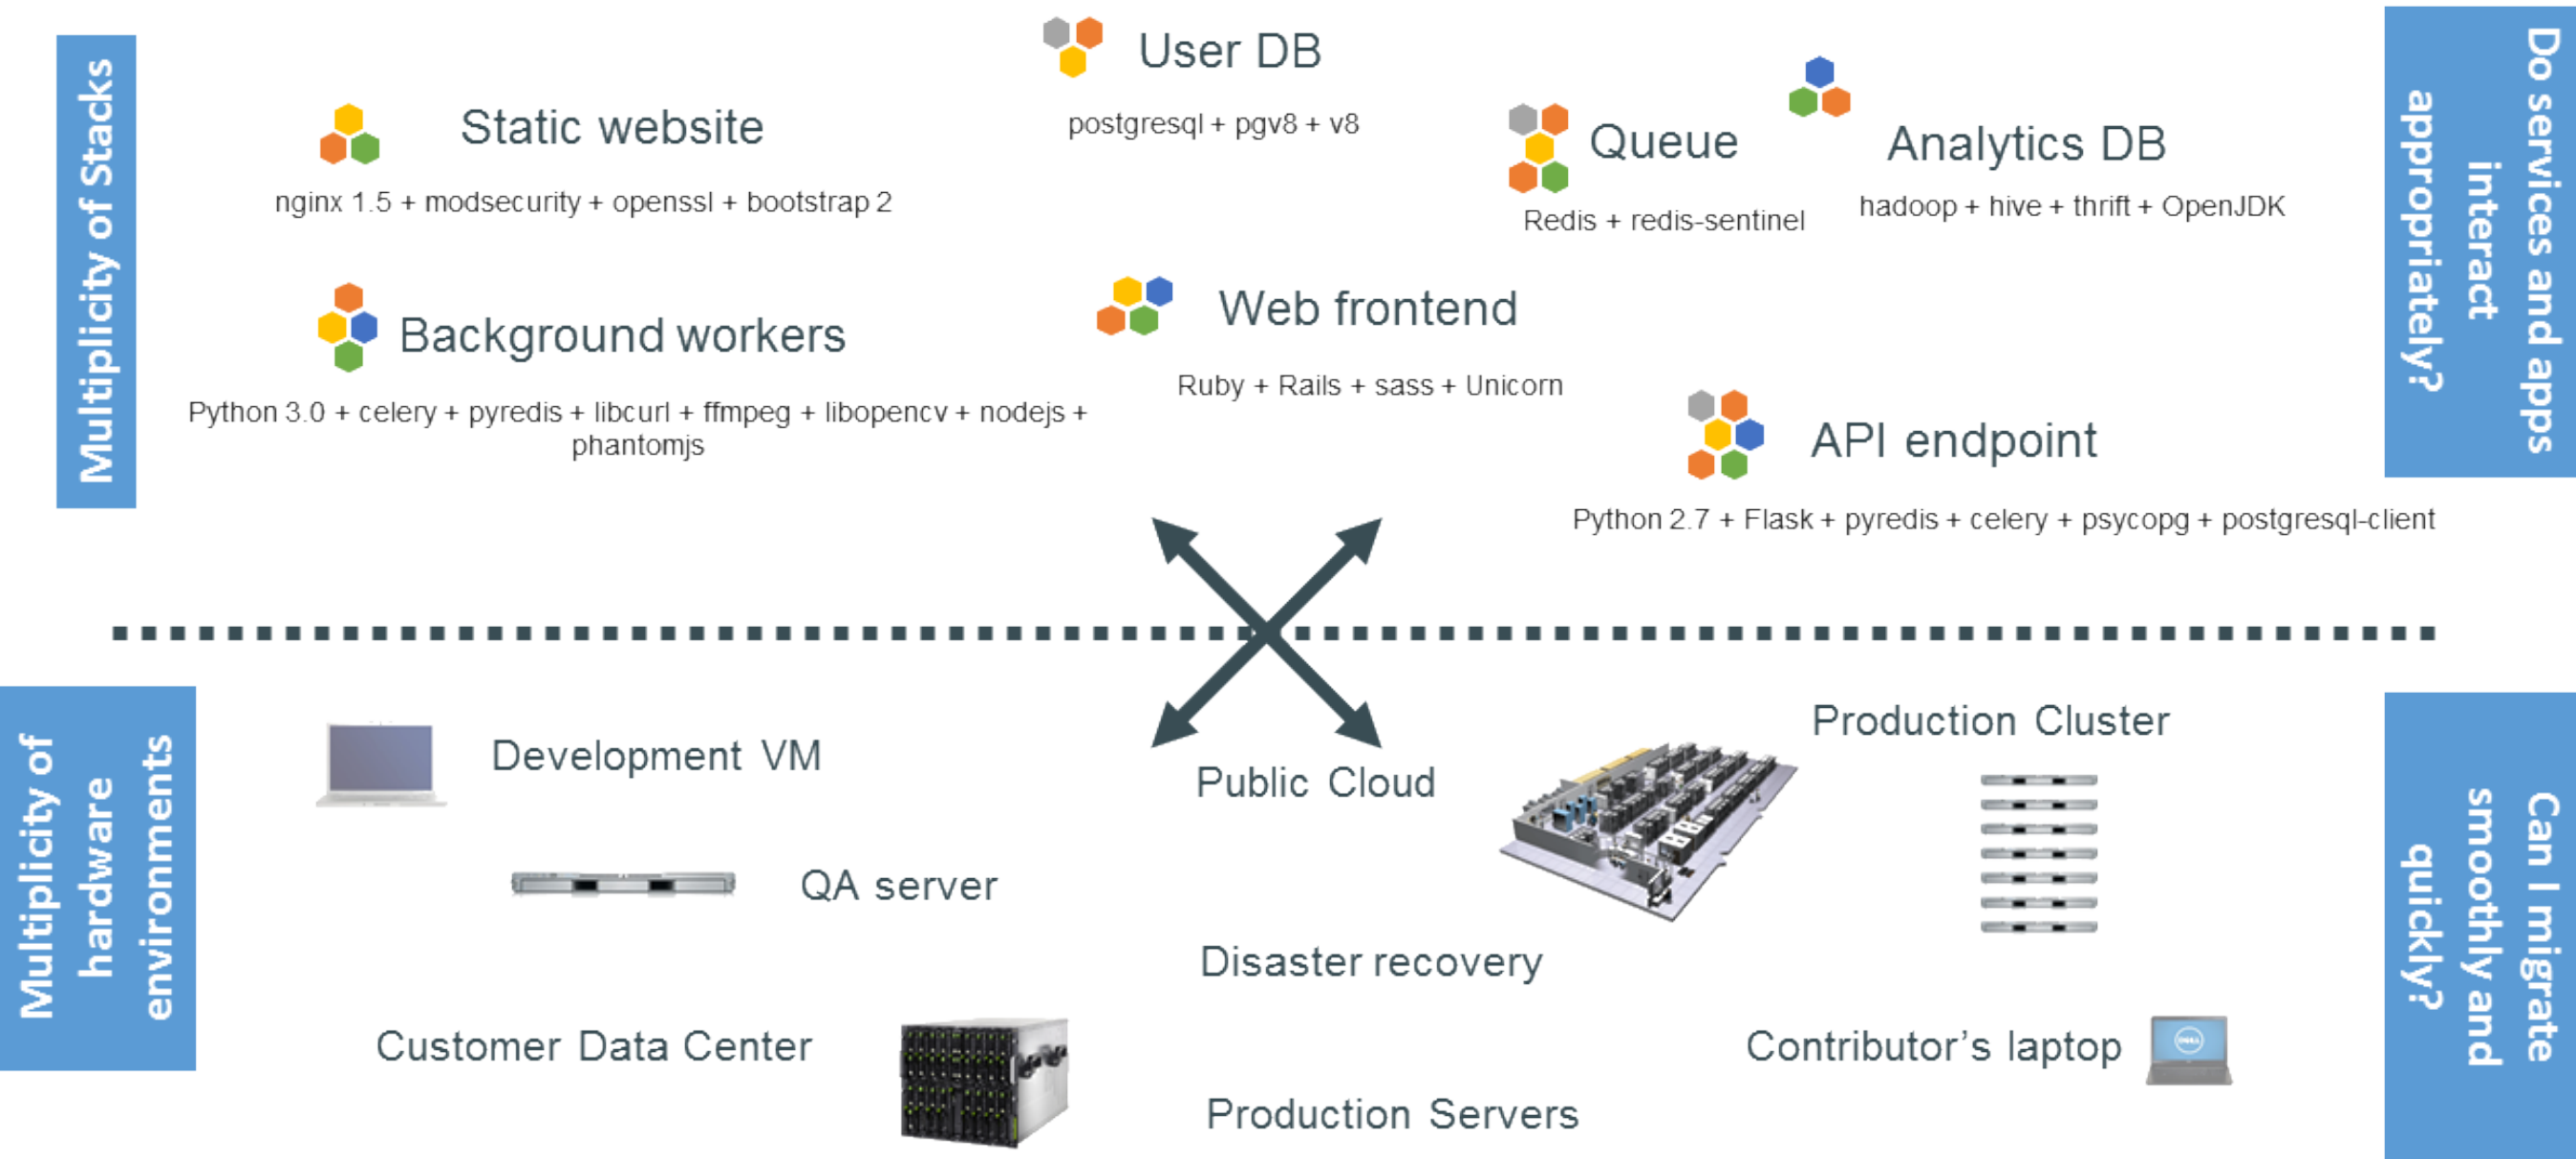 Multiplicity of Stacks
User DB
postgresql + pgv8 + v8
Static website
nginx 1.5 + modsecurity + openssl + bootstrap 2
Queue
Redis + redis-sentinel
Analytics DB
hadoop + hive + thrift + OpenJDK
Background workers
Python 3.0 + celery + pyredis + libcurl + ffmpeg + libopencv + nodejs +
phantomjs
Web frontend
Ruby + Rails + sass + Unicorn
API endpoint
Python 2.7 + Flask + pyredis + celery + psycopg + postgresql-client
Do services and apps
interact
appropriately?
Multiplicity of
hardware
environments
Development VM
QA server
Customer Data Center
Public Cloud
Disaster recovery
Production Servers
Production Cluster
Contributor’s laptop
DELL
Can I migrate
smoothly and
quickly?